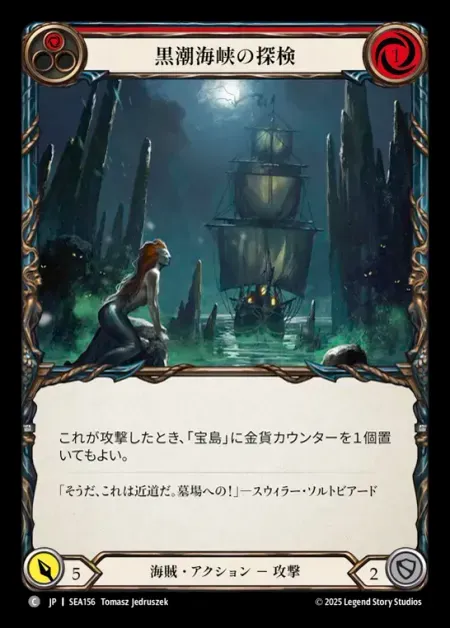 黒潮海峡の探検
1
これが攻撃したとき、「宝島」に金貨カウンターを1個置
いてもよい。
「そうだ、これは近道だ。墓場への!」—スウィラー・ソルトビアード
5
海賊・アクション — 攻撃
2
C JP | SEA156 Tomasz Jedruszek
© 2025 Legend Story Studios